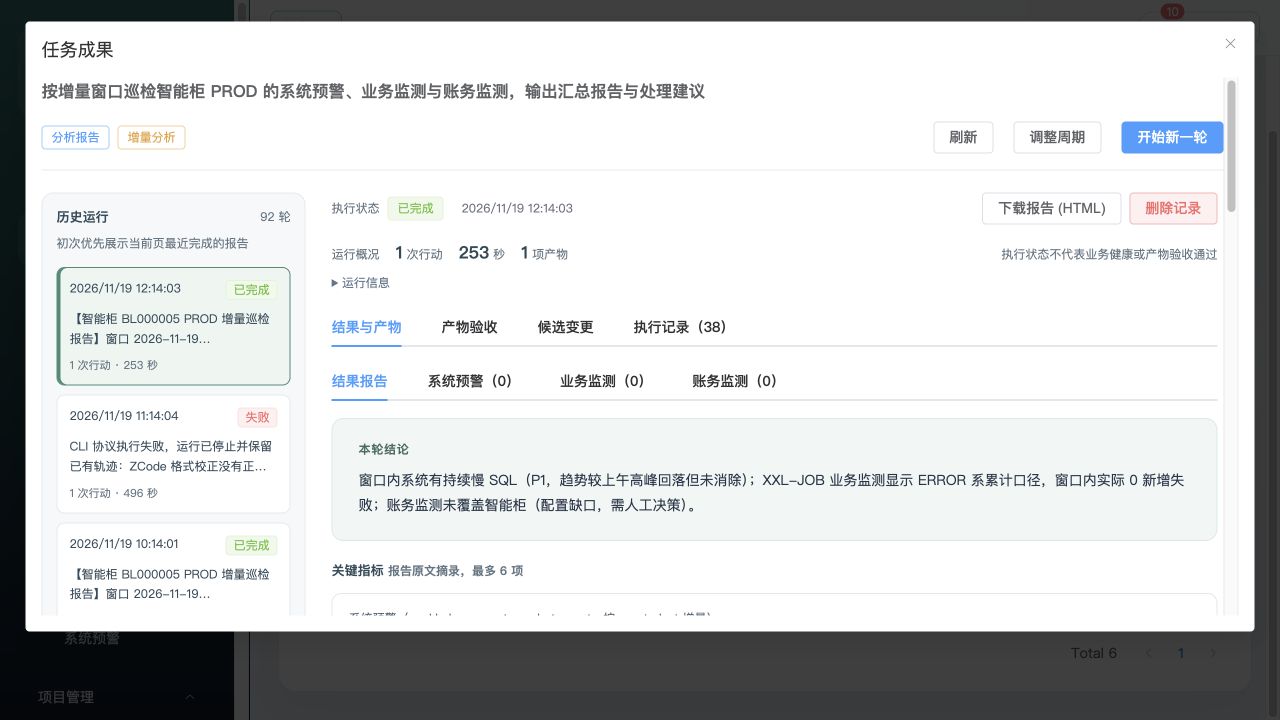 10
任务成果
按增量窗口巡检智能柜 PROD 的系统预警、业务监测与账务监测，输出汇总报告与处理建议
分析报告
增量分析
刷新
调整周期
开始新一轮
历史运行
92 轮
初次优先展示当前页最近完成的报告
2026/11/19 12:14:03
已完成
【智能柜 BL000005 PROD 增量巡检
报告】窗口 2026-11-19...
1 次行动 · 253 秒
2026/11/19 11:14:04
失败
CLI 协议执行失败，运行已停止并保留
已有轨迹：ZCode 格式校正没有正...
1 次行动 · 496 秒
2026/11/19 10:14:01
已完成
【智能柜 BL000005 PROD 增量巡检
报告】窗口 2026-11-19...
执行状态
已完成
2026/11/19 12:14:03
下载报告 (HTML)
删除记录
运行概况 1 次行动 253 秒 1 项产物
执行状态不代表业务健康或产物验收通过
▶ 运行信息
结果与产物
产物验收
候选变更
执行记录（38）
结果报告
系统预警（0）
业务监测（0）
账务监测（0）
本轮结论
窗口内系统有持续慢 SQL（P1，趋势较上午高峰回落但未消除）；XXL-JOB 业务监测显示 ERROR 系累计口径，窗口内实际 0 新增失
败；账务监测未覆盖智能柜（配置缺口，需人工决策）。
关键指标 报告原文摘录，最多 6 项
系统预警
项目管理
Total 6
1